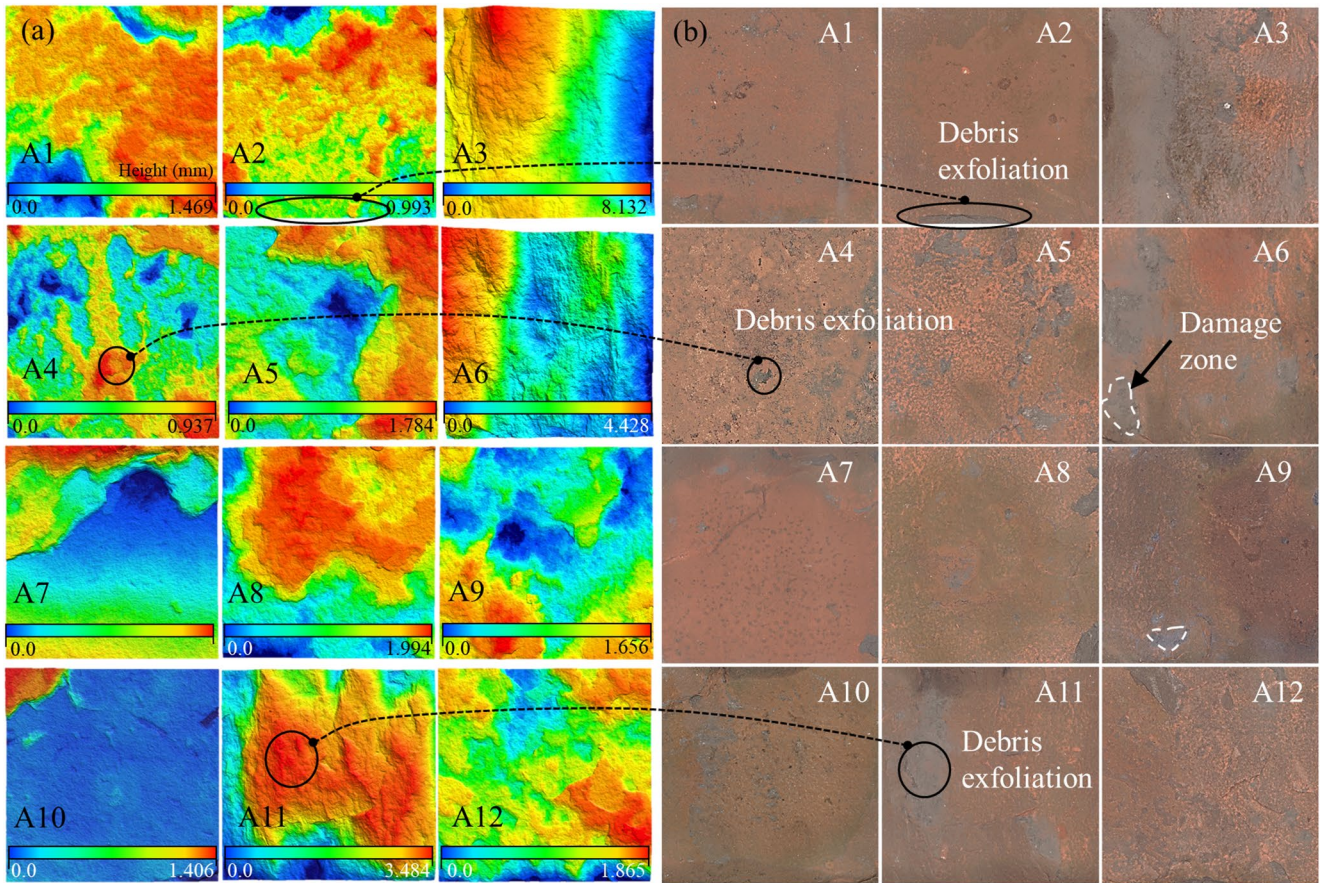 (a)
A1
Height (mm)
0.0
1.469
A2
0.0
0.993
A3
0.0
8.132
A4
0.0
0.937
A5
0.0
1.784
A6
0.0
4.428
A7
0.0
A8
0.0
1.994
A9
0.0
1.656
A10
0.0
1.406
A11
0.0
3.484
A12
0.0
1.865
(b)
A1
A2
Debris
exfoliation
A3
A4
Debris exfoliation
A5
A6
Damage
zone
A7
A8
A9
A10
A11
Debris
exfoliation
A12